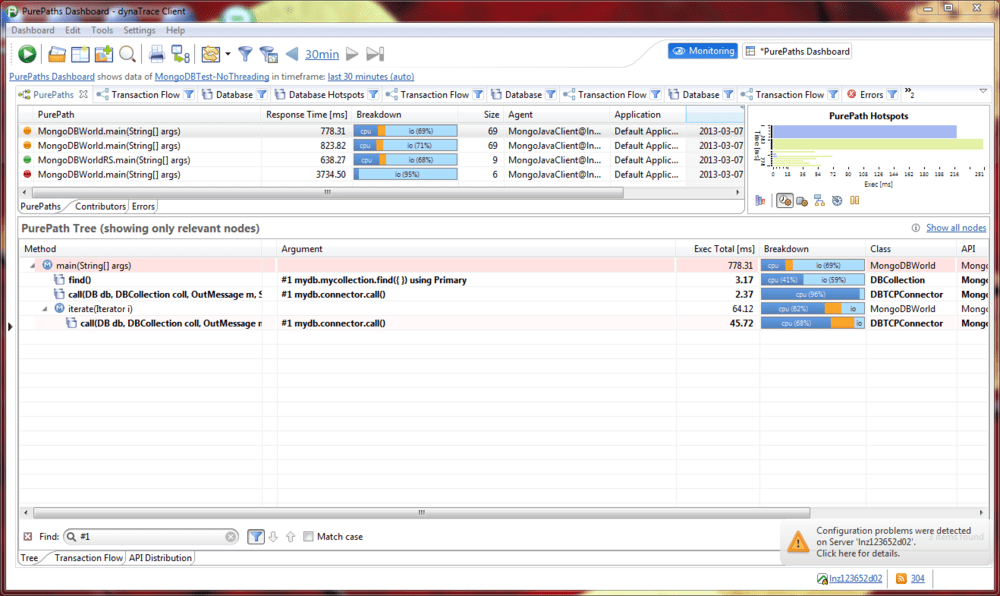 PurePaths Dashboard - dynaTrace Client
Dashboard Edit Tools Settings Help
30min
Monitoring
*PurePaths Dashboard
PurePaths Dashboard shows data of MongoDBTest-NoThreading in timeframe: last 30 minutes (auto)
PurePaths Transaction Flow Database Database Hotspots Transaction Flow Database Transaction Flow Database Transaction Flow Errors »2
PurePath Response Time [ms] Breakdown Size Agent Application
MongoDBWorld.main(String[] args) 778.31 cpu io (69%) 69 MongoJavaClient@In... Default Applic... 2013-03-07
MongoDBWorld.main(String[] args) 823.82 cpu io (71%) 69 MongoJavaClient@In... Default Applic... 2013-03-07
MongoDBWorldRS.main(String[] args) 638.27 cpu io (68%) 9 MongoJavaClient@In... Default Applic... 2013-03-07
MongoDBWorld.main(String[] args) 3734.50 io (95%) 6 MongoJavaClient@In... Default Applic... 2013-03-07
PurePaths Contributors Errors
PurePath Hotspots
Time [ms]
Exec [ms]
PurePath Tree (showing only relevant nodes)
Show all nodes
Method Argument Exec Total [ms] Breakdown Class API
main(String[] args) 778.31 cpu io (69%) MongoDBWorld Mongo
find() #1 mydb.mycollection.find({ }) using Primary 3.17 cpu (41%) io (59%) DBCollection Mongo
call(DB db, DBCollection coll, OutMessage m, S #1 mydb.connector.call() 2.37 cpu (96%) DBTCPConnector Mongo
iterate(Iterator i) 64.12 cpu (62%) io MongoDBWorld Mongo
call(DB db, DBCollection coll, OutMessage m #1 mydb.connector.call() 45.72 cpu (68%) io DBTCPConnector Mongo
Find: #1 Match case
Configuration problems were detected
on Server 'lnz123652d02'.
Click here for details.
Tree Transaction Flow API Distribution
lnz123652d02 304